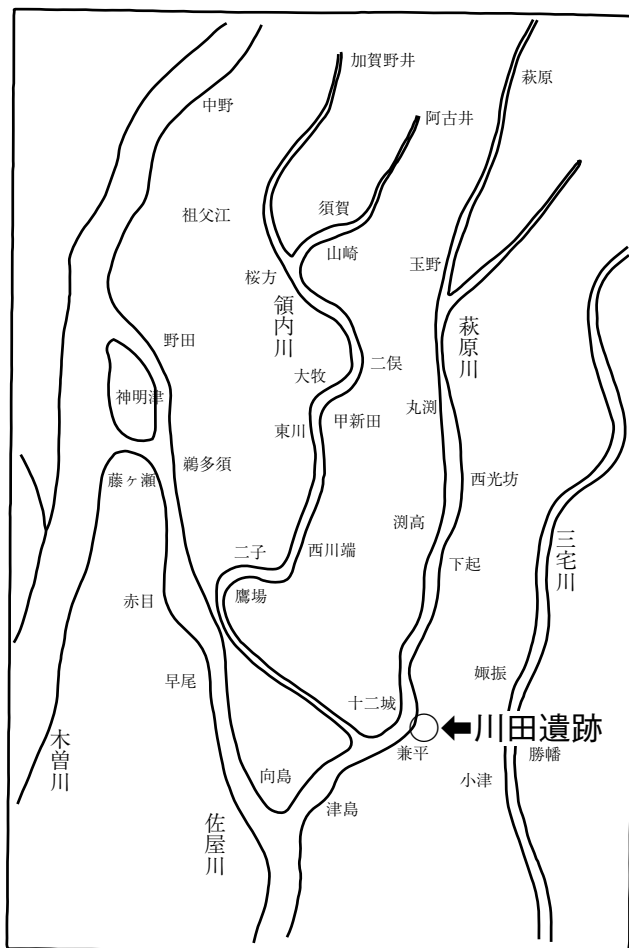 加賀野井
萩原
中野
阿古井
祖父江
須賀
山崎
玉野
桜方
領内川
萩原川
野田
二俣
大牧
神明津
丸渕
甲新田
東川
鵜多須
藤ヶ瀬
西光坊
渕高
三宅川
二子
西川端
下起
鷹場
赤目
娵振
早尾
十二城
川田遺跡
木曽川
兼平
勝幡
向島
小津
津島
佐屋川